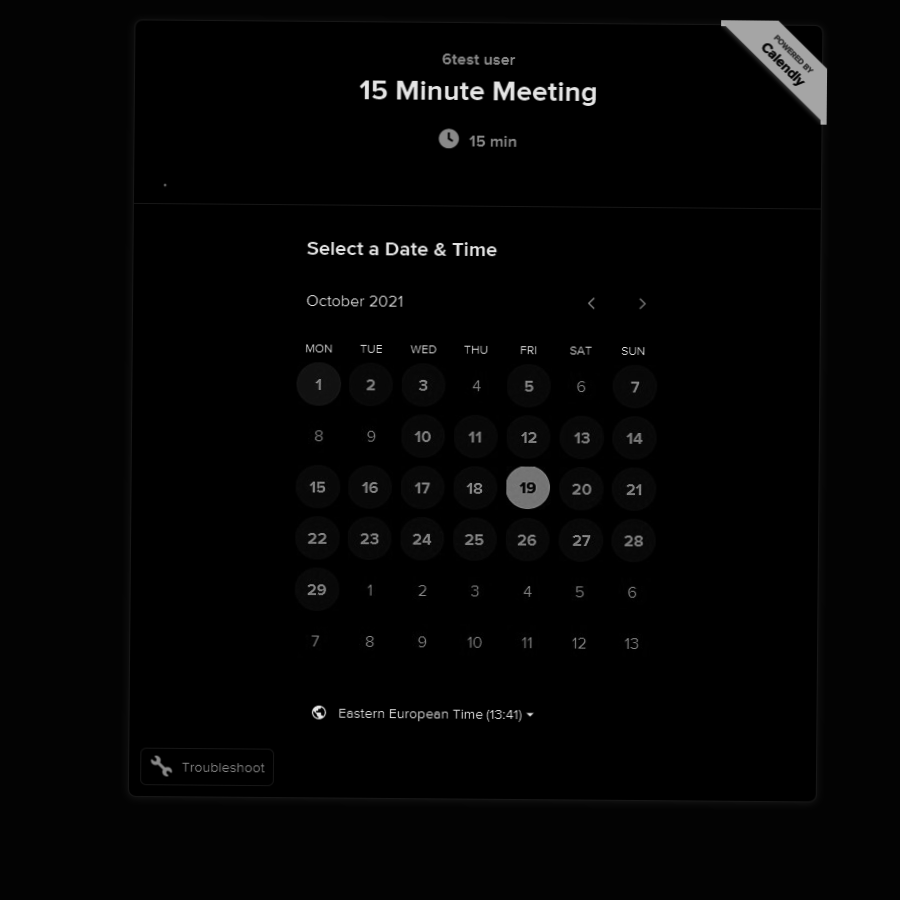 POWERED BY
Calendly
6test user
15 Minute Meeting
15 min
Select a Date & Time
October 2021
MON TUE WED THU FRI SAT SUN
1 2 3 4 5 6 7
8 9 10 11 12 13 14
15 16 17 18 19 20 21
22 23 24 25 26 27 28
29 1 2 3 4 5 6
7 8 9 10 11 12 13
Eastern European Time (13:41)
Troubleshoot